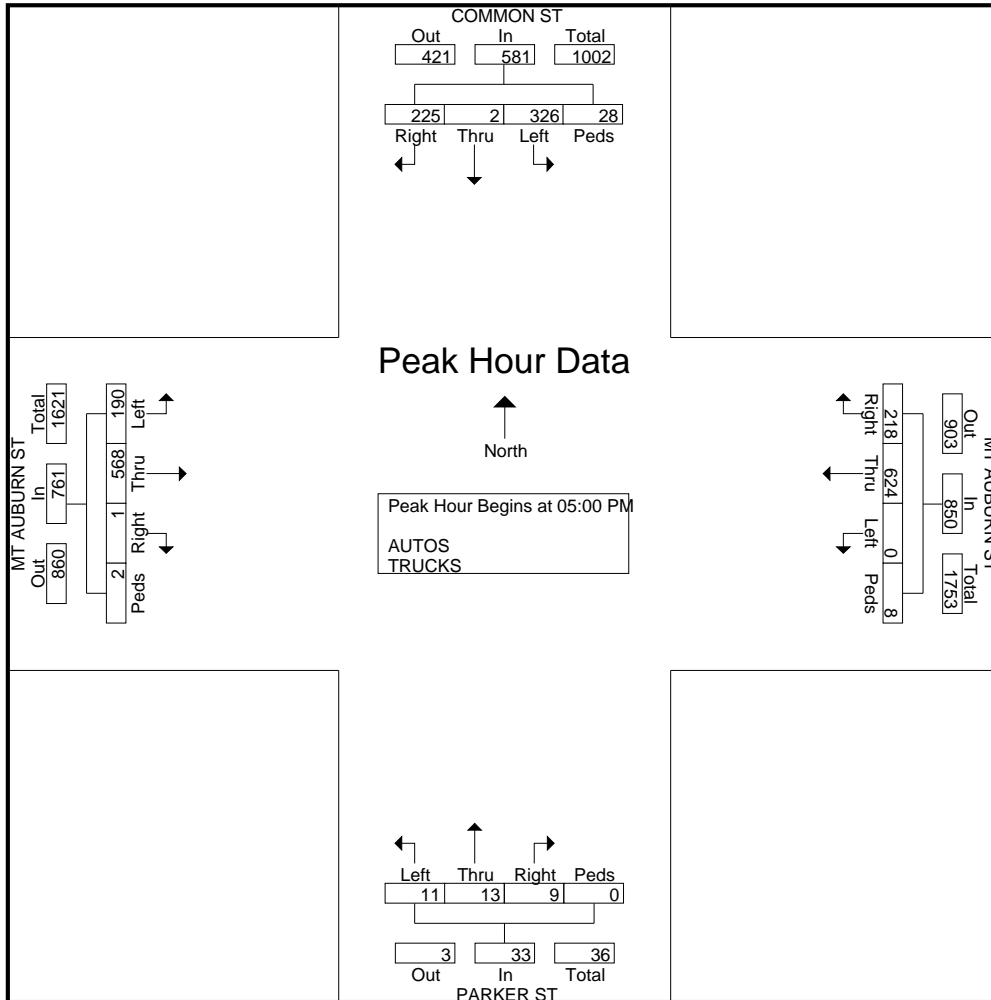 COMMON ST
Out In Total
421 581 1002
225 2 326 28
Right Thru Left Peds
Peak Hour Data
North
Peak Hour Begins at 05:00 PM
AUTOS
TRUCKS
MT AUBURN ST
Total In Out
1621 761 860
190 568 1 2
Left Thru Right Peds
MT AUBURN ST
Out In Total
903 850 1753
218 624 0 8
Right Thru Left Peds
Left Thru Right Peds
11 13 9 0
3 33 36
Out In Total
PARKER ST